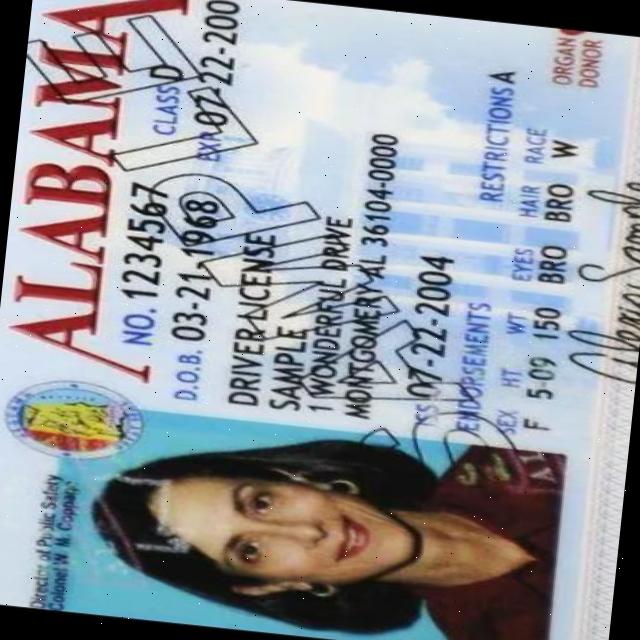 ALABAMA
NO. 1234567
CLASS D
D.O.B. 03-21-1968
EXP 07-22-200
DRIVER LICENSE
SAMPLE
1 WONDERFUL DRIVE
MONTGOMERY AL 36104-0000
ISS 07-22-2004
ENDORSEMENTS
RESTRICTIONS A
SEX HT WT EYES HAIR RACE
F 5-09 150 BRO BRO W
ORGAN
DONOR
Colonel W. M. Coppage
Director of Public Safety